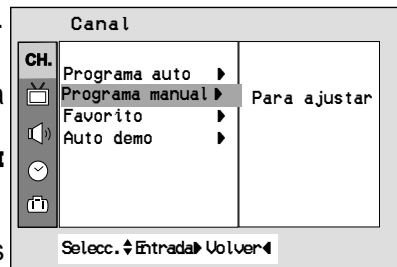 Canal
CH.
Programa auto ▶
Programa manual ▶ Para ajustar
Favorito ▶
Auto demo ▶
Selecc.▲▼ Entrada▶ Volver◀